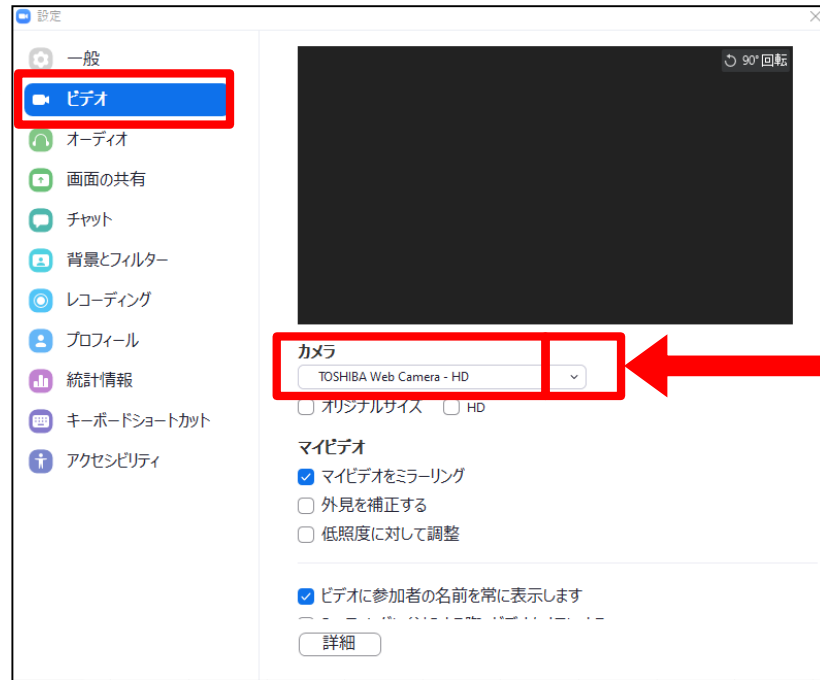 設定
一般
ビデオ
オーディオ
画面の共有
チャット
背景とフィルター
レコーディング
プロフィール
統計情報
キーボードショートカット
アクセシビリティ
90°回転
カメラ
TOSHIBA Web Camera - HD
オリジナルサイズ HD
マイビデオ
マイビデオをミラーリング
外見を補正する
低照度に対して調整
ビデオに参加者の名前を常に表示します
詳細